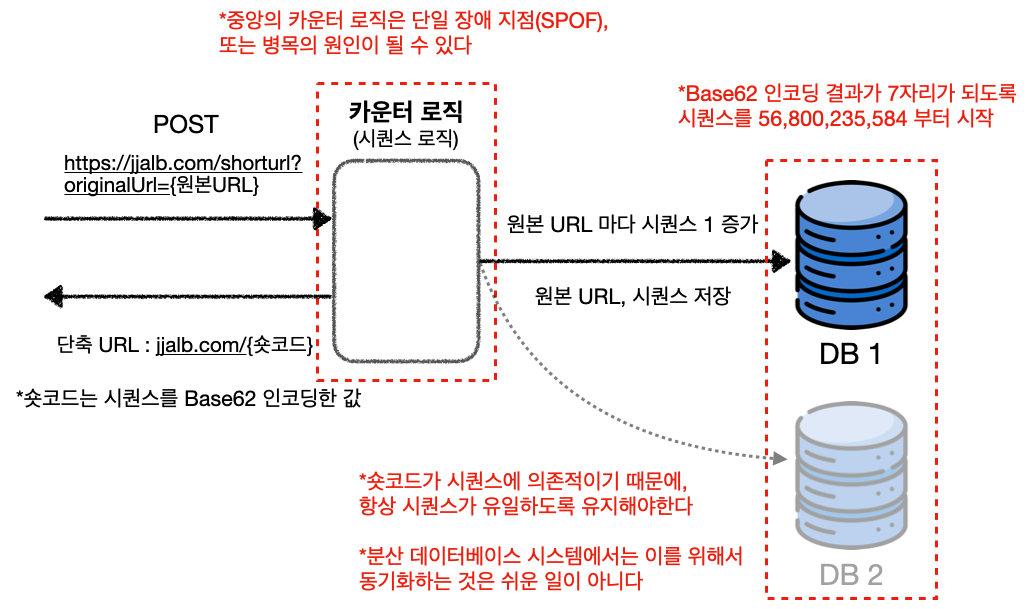 *중앙의 카운터 로직은 단일 장애 지점(SPOF),
또는 병목의 원인이 될 수 있다
카운터 로직
(시퀀스 로직)
*Base62 인코딩 결과가 7자리가 되도록
시퀀스를 56,800,235,584 부터 시작
POST
https://jjalb.com/shorturl?
originalUrl={원본URL}
원본 URL 마다 시퀀스 1 증가
원본 URL, 시퀀스 저장
단축 URL : jjalb.com/{숏코드}
DB 1
*숏코드는 시퀀스를 Base62 인코딩한 값
*숏코드가 시퀀스에 의존적이기 때문에,
항상 시퀀스가 유일하도록 유지해야한다
*분산 데이터베이스 시스템에서는 이를 위해서
동기화하는 것은 쉬운 일이 아니다
DB 2